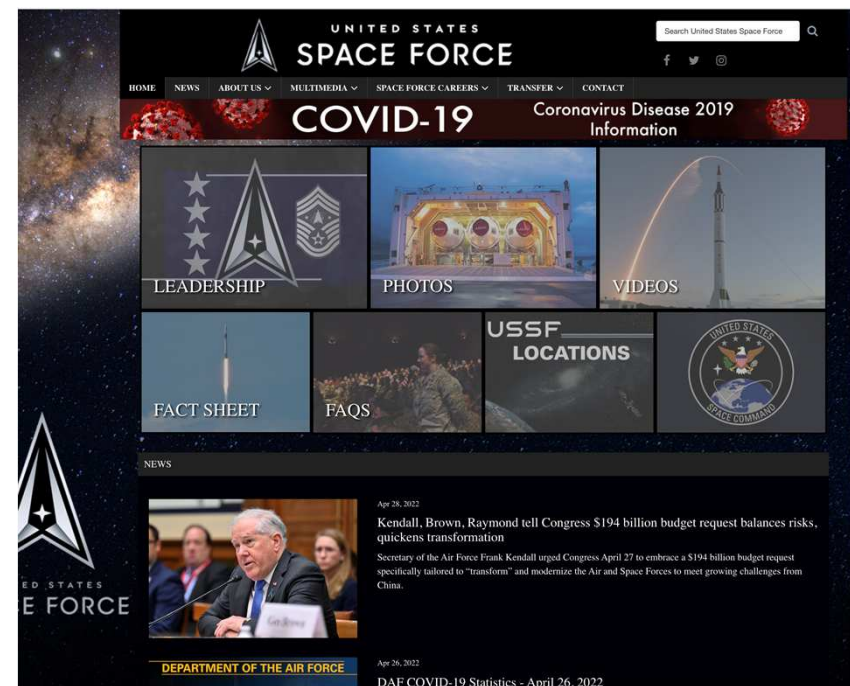 UNITED STATES
SPACE FORCE
Search United States Space Force
HOME NEWS ABOUT US MULTIMEDIA SPACE FORCE CAREERS TRANSFER CONTACT
COVID-19
Coronavirus Disease 2019
Information
LEADERSHIP
PHOTOS
VIDEOS
FACT SHEET
FAQS
USSF
LOCATIONS
UNITED STATES
SPACE COMMAND
NEWS
Apr 28, 2022
Kendall, Brown, Raymond tell Congress $194 billion budget request balances risks,
quickens transformation
Secretary of the Air Force Frank Kendall urged Congress April 27 to embrace a $194 billion budget request
specifically tailored to “transform” and modernize the Air and Space Forces to meet growing challenges from
China.
ED STATES
E FORCE
DEPARTMENT OF THE AIR FORCE
Apr 26, 2022
DAF COVID-19 Statistics - April 26, 2022